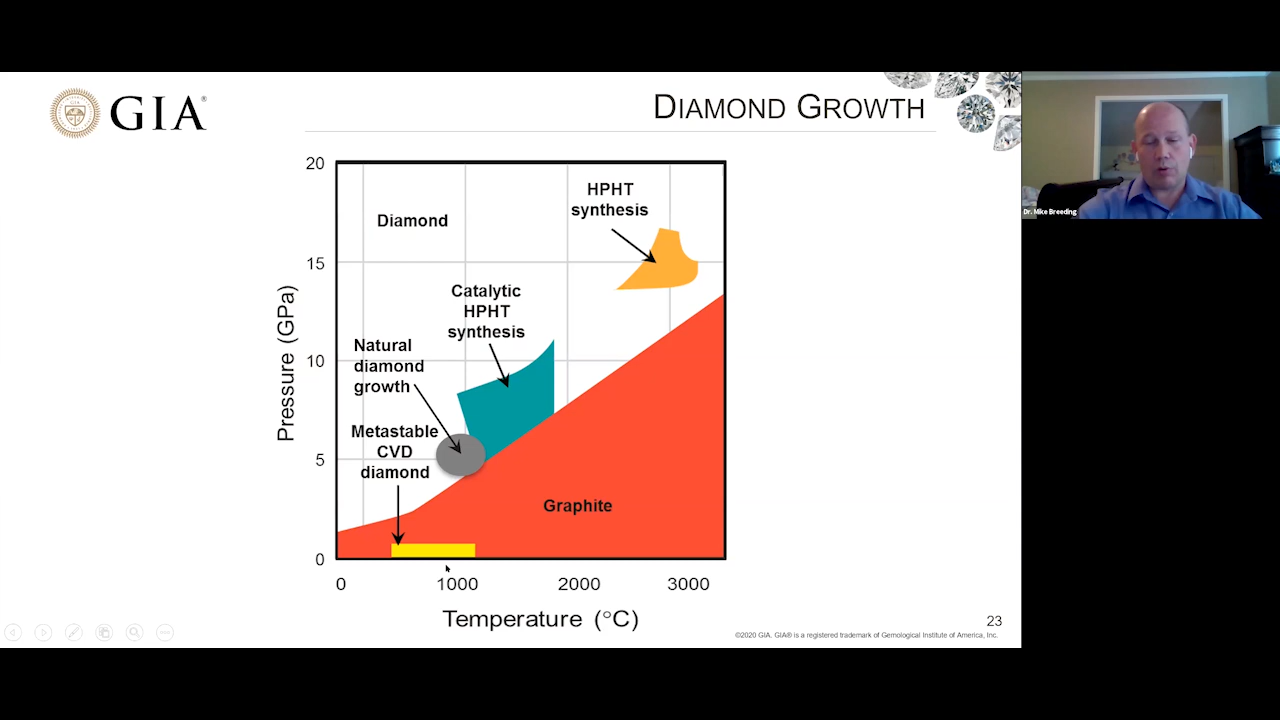 GIA®
DIAMOND GROWTH
Dr. Mike Breeding
20
15
10
5
0
Pressure (GPa)
Diamond
HPHT
synthesis
Catalytic
HPHT
synthesis
Natural
diamond
growth
Metastable
CVD
diamond
Graphite
0
1000
2000
3000
Temperature (°C)
23
©2020 GIA. GIA® is a registered trademark of Gemological Institute of America, Inc.